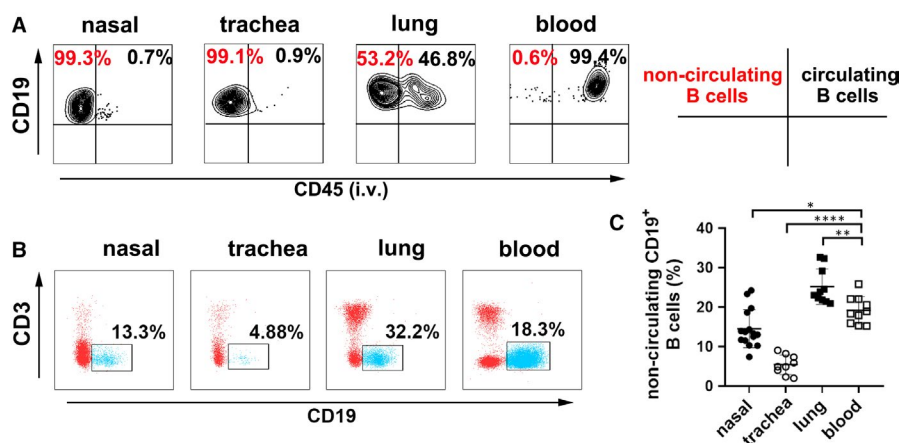 A
nasal
trachea
lung
blood
99.3% 0.7%
99.1% 0.9%
53.2% 46.8%
0.6% 99.4%
CD19
CD45 (i.v.)
non-circulating
B cells
circulating
B cells
B
nasal
trachea
lung
blood
13.3%
4.88%
32.2%
18.3%
CD3
CD19
C
*
****
**
non-circulating CD19+
B cells (%)
40
30
20
10
0
nasal
trachea
lung
blood